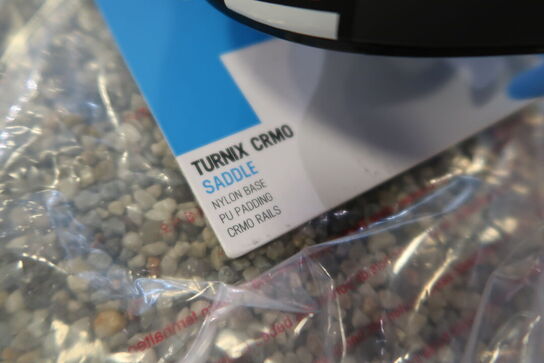 TURNIX CRMO
SADDLE
NYLON BASE
PU PADDING
CRMO RAILS